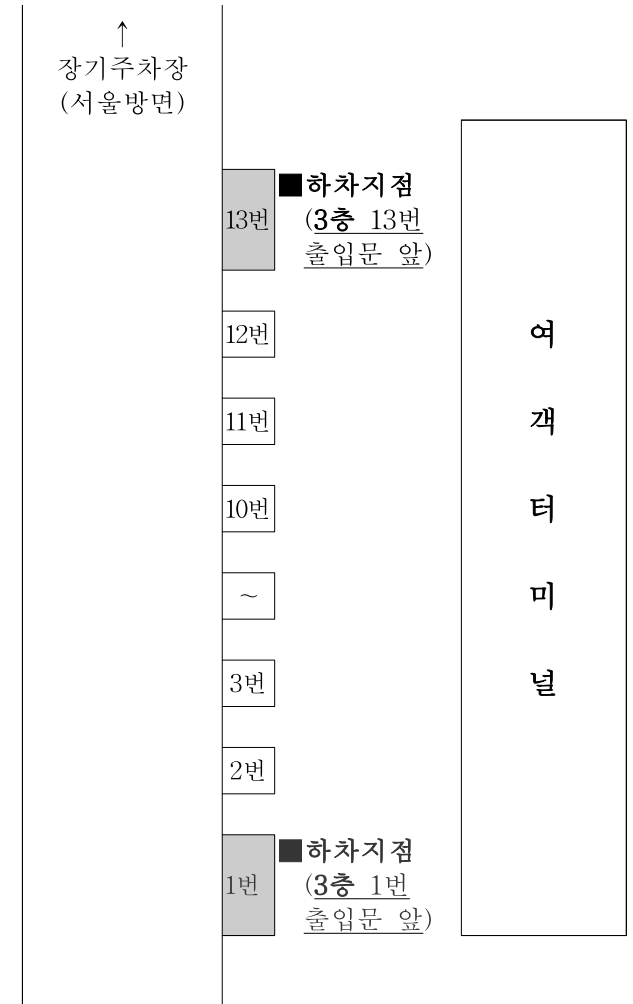 ↑
장기주차장
(서울방면)
13번
■하차지점
(3층 13번
출입문 앞)
12번
11번
10번
~
3번
2번
1번
■하차지점
(3층 1번
출입문 앞)
여
객
터
미
널